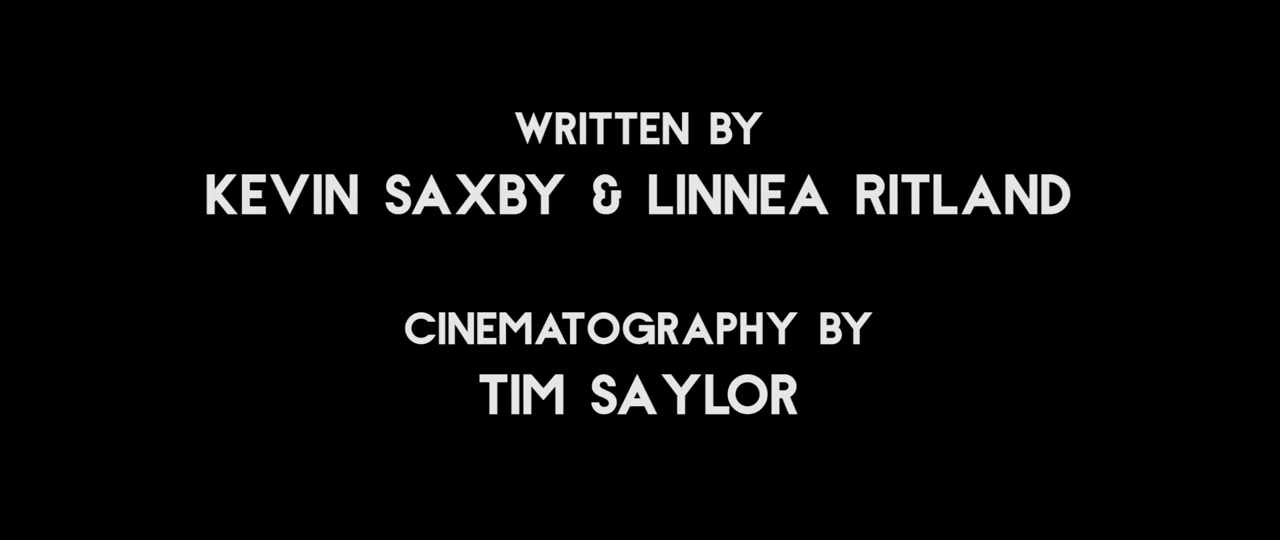 WRITTEN BY
KEVIN SAXBY & LINNEA RITLAND
CINEMATOGRAPHY BY
TIM SAYLOR